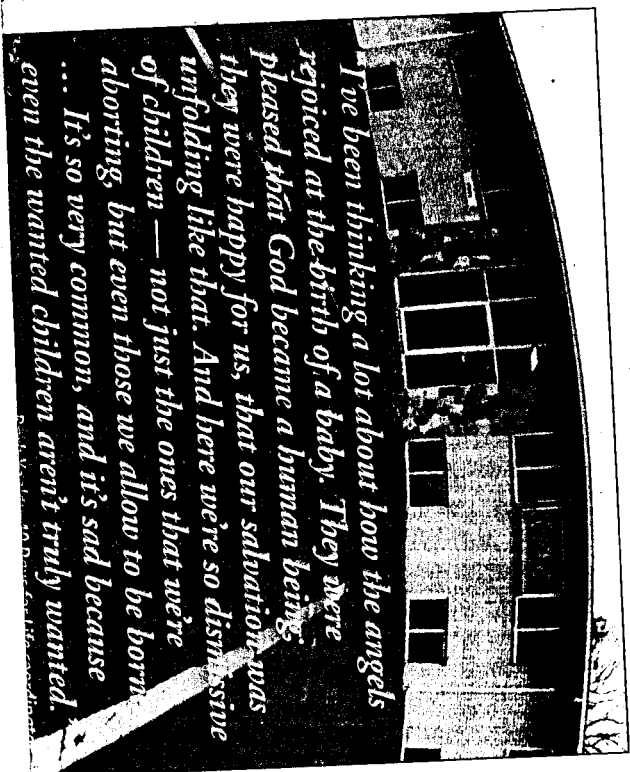 I've been thinking a lot about how the angels
rejoiced at the birth of a baby. They were
pleased that God became a human being,
they were happy for us, that our salvation was
unfolding like that. And here we're so dismissive
of children — not just the ones that we're
aborting, but even those we allow to be born
... It's so very common, and it's sad because
even the wanted children aren't truly wanted.